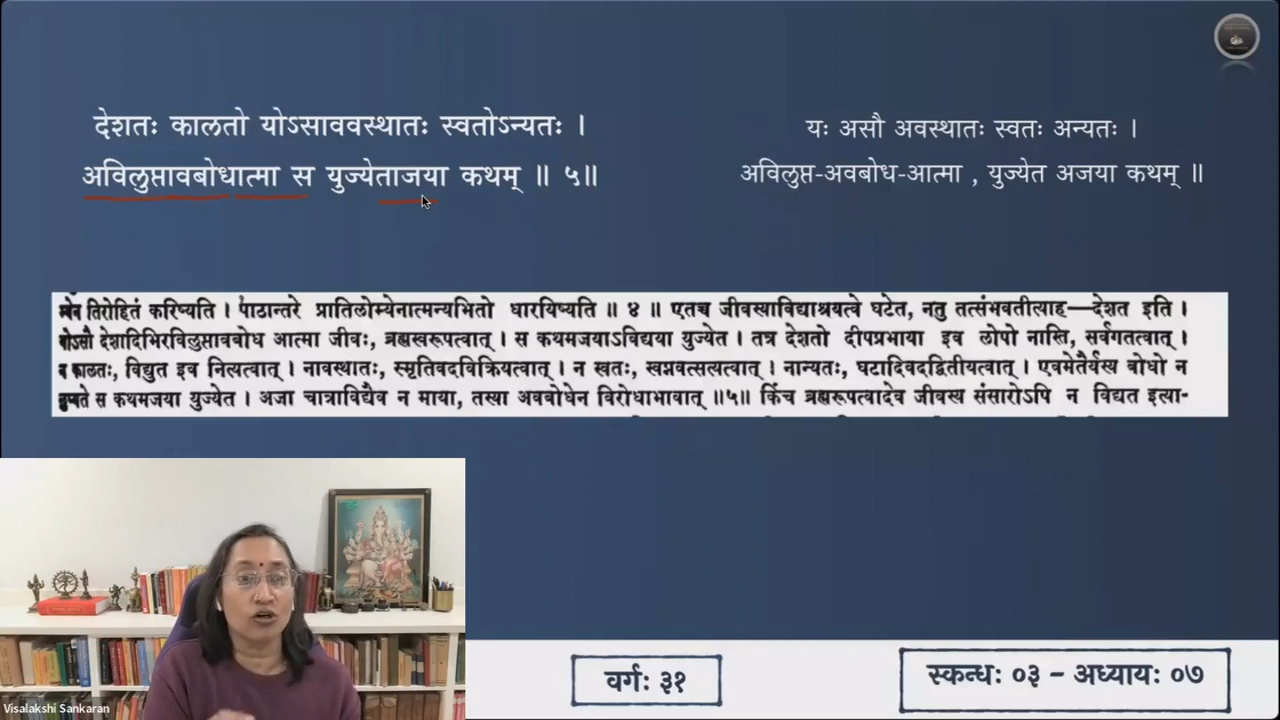 देशतः कालतो योऽसाववस्थातः स्वतोऽन्यतः ।
अविलुप्तावबोधात्मा स युज्येताजया कथम् ॥ ५॥
यः असौ अवस्थातः स्वतः अन्यतः ।
अविलुप्त-अवबोध-आत्मा , युज्येत अजया कथम् ॥
तिरोहितं करिष्यति । पाठान्तरे प्रातिलोम्येनात्मन्यभितो धारयिष्यति ॥ ४ ॥ एतच्च जीवस्याविद्याश्रयत्वे घटेत, नतु तत्संभवतीत्याह—देशत इति ।
योऽसौ देशादिभिरविलुप्तावबोध आत्मा जीवः, ब्रह्मस्वरूपत्वात् । स कथमजयाऽविद्यया युज्येत । तत्र देशतो दीपप्रभाया इव लोपो नास्ति, सर्वगतत्वात् ।
न कालतः, विद्युत इव नित्यत्वात् । नावस्थातः, स्मृतिवदविक्रियत्वात् । न स्वतः, स्वप्नवत्सत्यत्वात् । नान्यतः, घटादिवदद्वितीयत्वात् । एवमेतैर्यस्य बोधो न
लुप्यते स कथमजया युज्येत । अजा चात्राविद्यैव न माया, तस्या अवबोधेन विरोधाभावात् ॥५॥ किंच ब्रह्मरूपत्वादेव जीवस्य संसारोऽपि न विद्यत इत्या-
वर्गः ३१
स्कन्धः ०३ – अध्यायः ०७
Visalakshi Sankaran